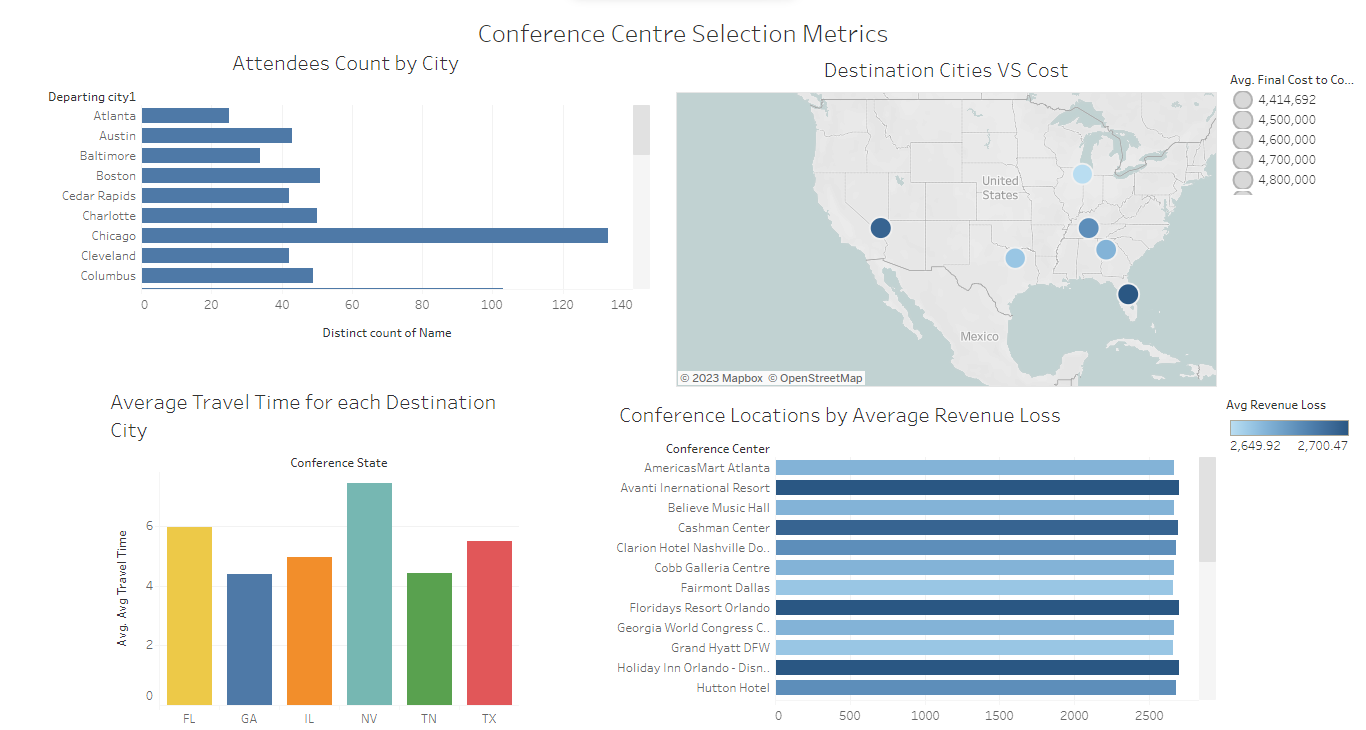 Conference Centre Selection Metrics
Attendees Count by City
Departing city1
Atlanta
Austin
Baltimore
Boston
Cedar Rapids
Charlotte
Chicago
Cleveland
Columbus
0 20 40 60 80 100 120 140
Distinct count of Name
Destination Cities VS Cost
United
States
Mexico
© 2023 Mapbox © OpenStreetMap
Avg. Final Cost to Co...
4,414,692
4,500,000
4,600,000
4,700,000
4,800,000
Average Travel Time for each Destination
City
Conference State
Avg. Avg Travel Time
6
4
2
0
FL GA IL NV TN TX
Conference Locations by Average Revenue Loss
Conference Center
AmericasMart Atlanta
Avanti Inernational Resort
Believe Music Hall
Cashman Center
Clarion Hotel Nashville Do..
Cobb Galleria Centre
Fairmont Dallas
Floridays Resort Orlando
Georgia World Congress C..
Grand Hyatt DFW
Holiday Inn Orlando - Disn..
Hutton Hotel
0 500 1000 1500 2000 2500
Avg Revenue Loss
2,649.92 2,700.47